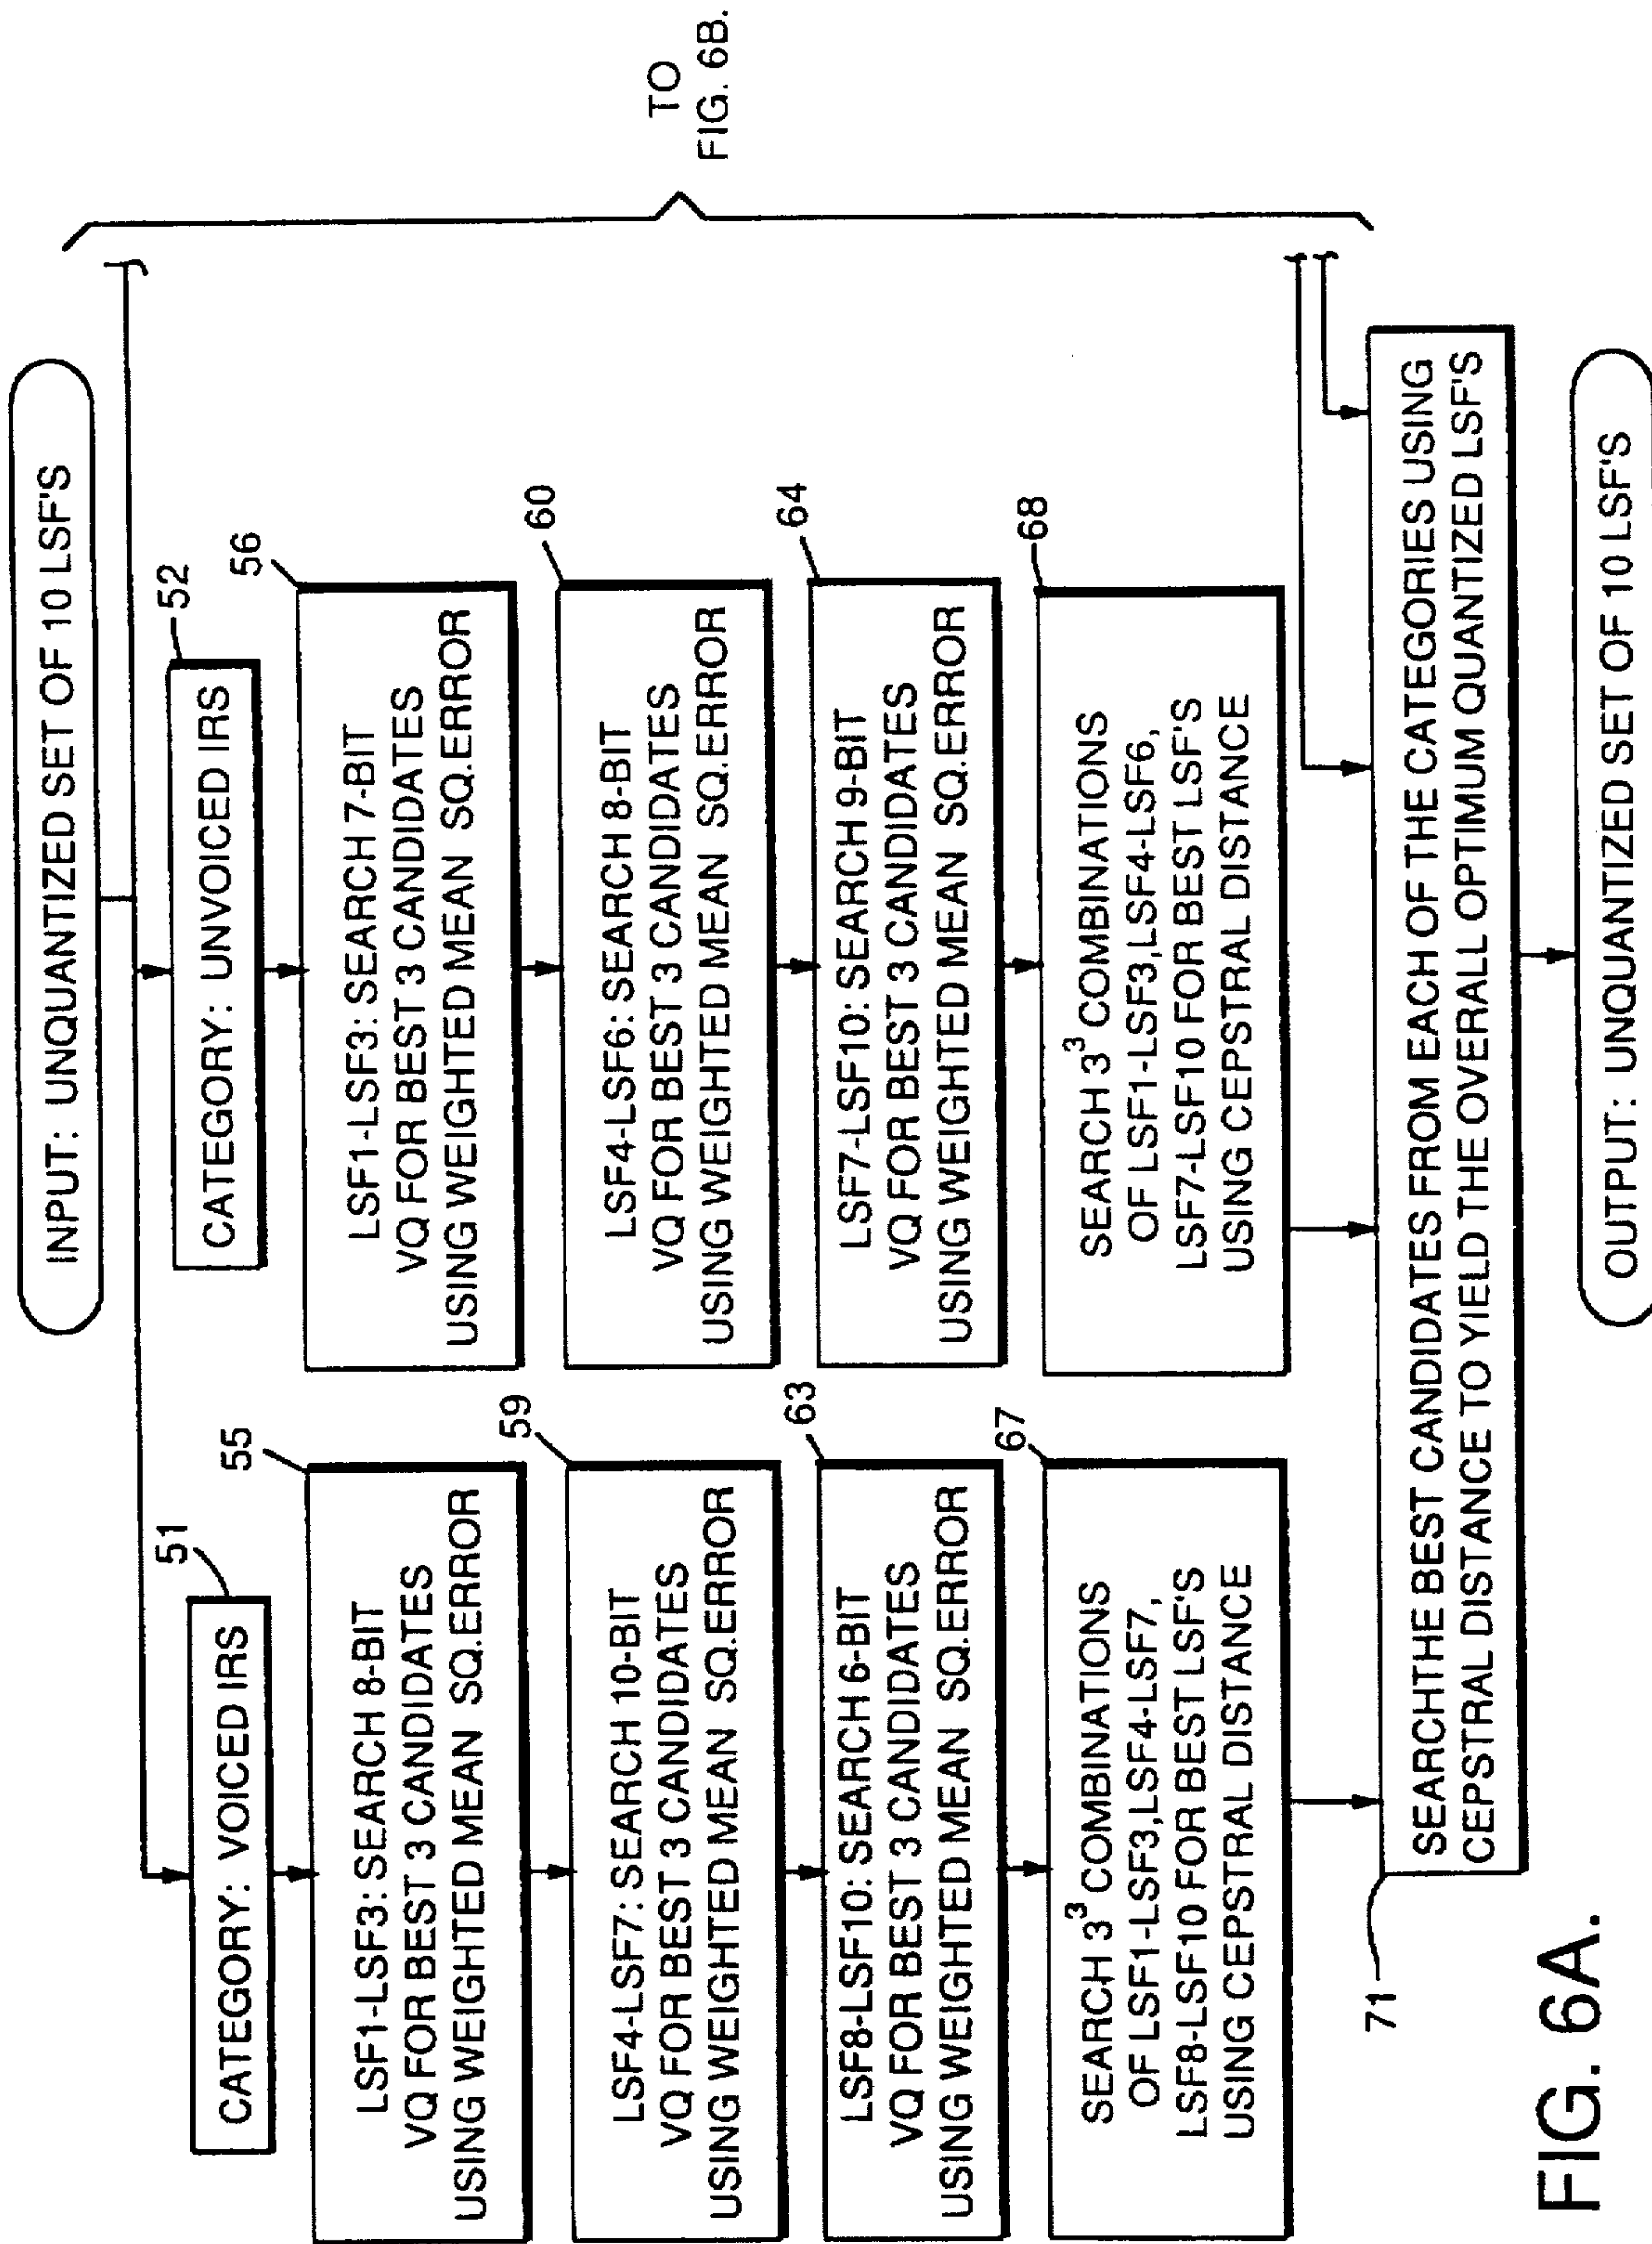 INPUT: UNQUANTIZED SET OF 10 LSF'S
TO
FIG. 6B.
51
CATEGORY: VOICED IRS
55
LSF1-LSF3: SEARCH 8-BIT
VQ FOR BEST 3 CANDIDATES
USING WEIGHTED MEAN SQ.ERROR
59
LSF4-LSF7: SEARCH 10-BIT
VQ FOR BEST 3 CANDIDATES
USING WEIGHTED MEAN SQ.ERROR
63
LSF8-LSF10: SEARCH 6-BIT
VQ FOR BEST 3 CANDIDATES
USING WEIGHTED MEAN SQ.ERROR
67
SEARCH 3³ COMBINATIONS
OF LSF1-LSF3,LSF4-LSF7,
LSF8-LSF10 FOR BEST LSF'S
USING CEPSTRAL DISTANCE
52
CATEGORY: UNVOICED IRS
56
LSF1-LSF3: SEARCH 7-BIT
VQ FOR BEST 3 CANDIDATES
USING WEIGHTED MEAN SQ.ERROR
60
LSF4-LSF6: SEARCH 8-BIT
VQ FOR BEST 3 CANDIDATES
USING WEIGHTED MEAN SQ.ERROR
64
LSF7-LSF10: SEARCH 9-BIT
VQ FOR BEST 3 CANDIDATES
USING WEIGHTED MEAN SQ.ERROR
68
SEARCH 3³ COMBINATIONS
OF LSF1-LSF3,LSF4-LSF6,
LSF7-LSF10 FOR BEST LSF'S
USING CEPSTRAL DISTANCE
71
SEARCHTHE BEST CANDIDATES FROM EACH OF THE CATEGORIES USING
CEPSTRAL DISTANCE TO YIELD THE OVERALL OPTIMUM QUANTIZED LSF'S
OUTPUT: UNQUANTIZED SET OF 10 LSF'S
FIG. 6A.